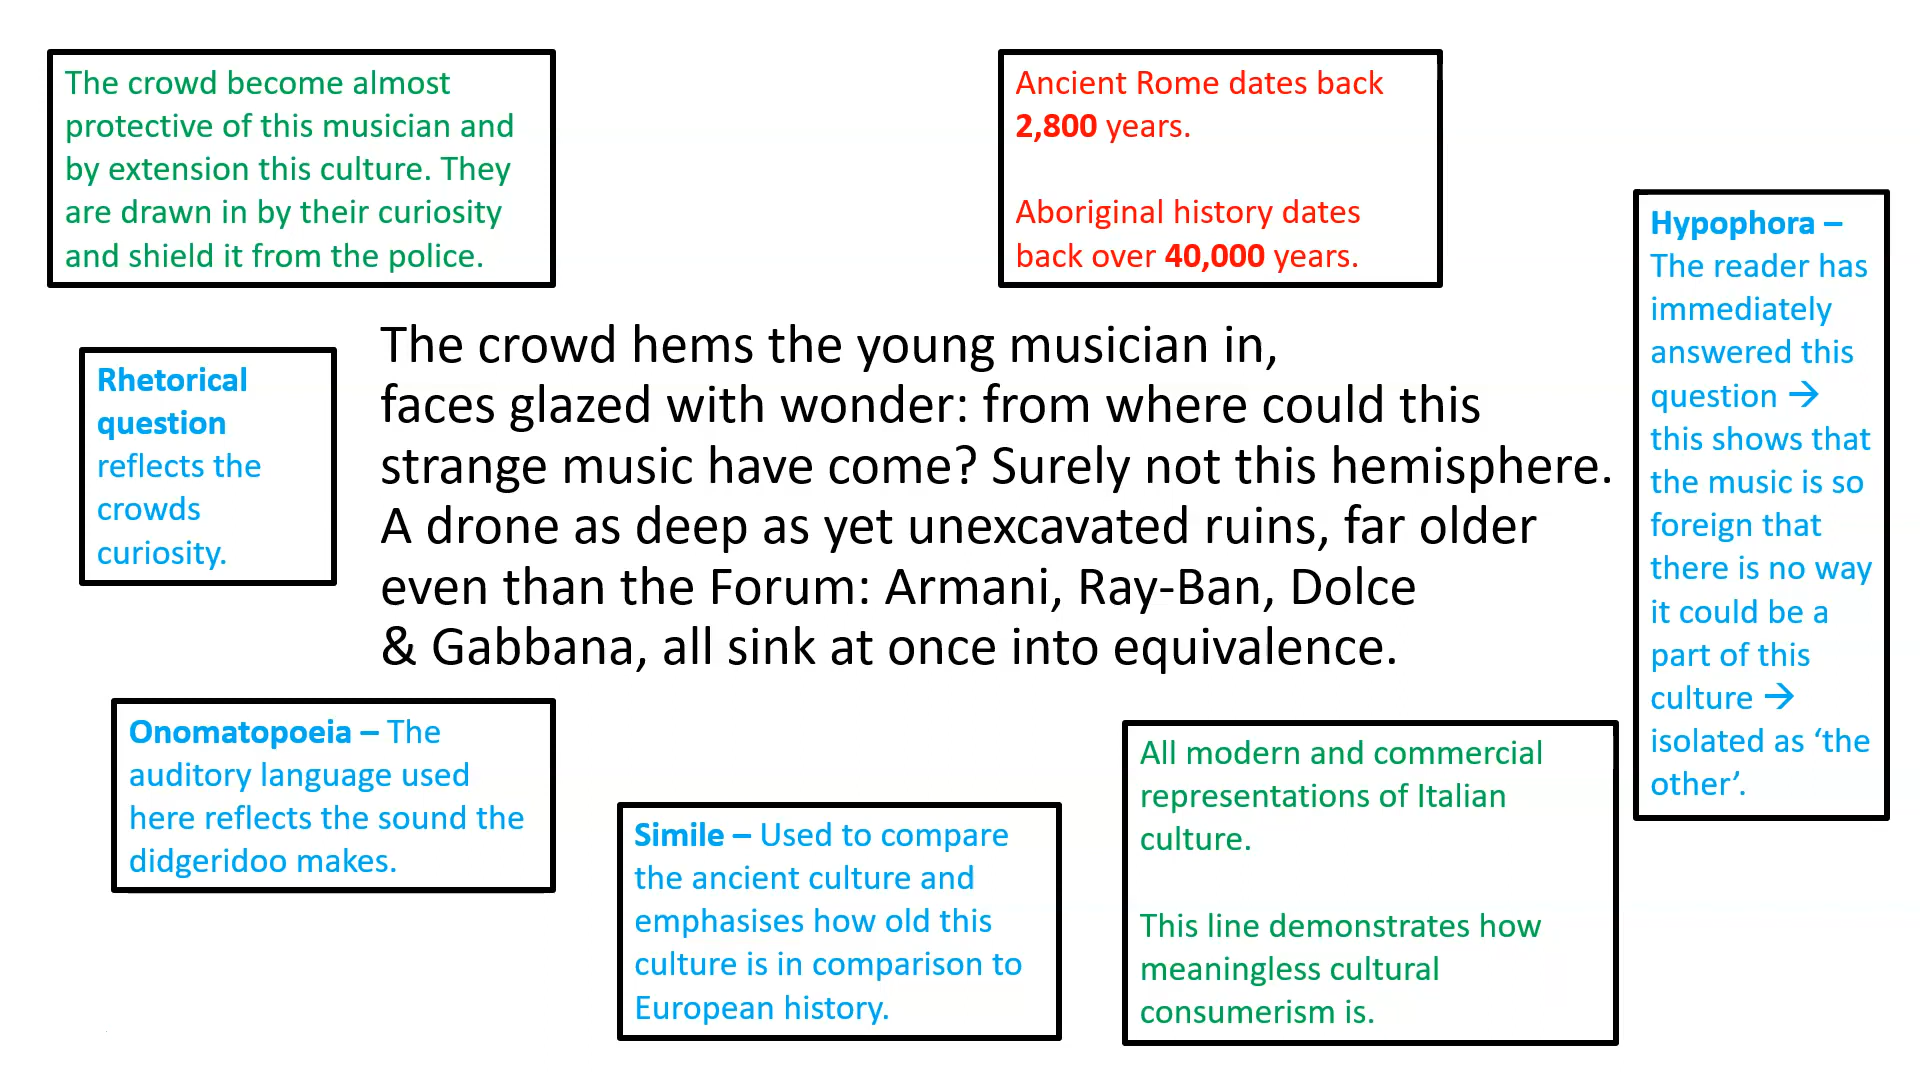 The crowd become almost
protective of this musician and
by extension this culture. They
are drawn in by their curiosity
and shield it from the police.
Ancient Rome dates back
2,800 years.
Aboriginal history dates
back over 40,000 years.
Rhetorical
question
reflects the
crowds
curiosity.
The crowd hems the young musician in,
faces glazed with wonder: from where could this
strange music have come? Surely not this hemisphere.
A drone as deep as yet unexcavated ruins, far older
even than the Forum: Armani, Ray-Ban, Dolce
& Gabbana, all sink at once into equivalence.
Hypophora –
The reader has
immediately
answered this
question →
this shows that
the music is so
foreign that
there is no way
it could be a
part of this
culture →
isolated as ‘the
other’.
Onomatopoeia – The
auditory language used
here reflects the sound the
didgeridoo makes.
Simile – Used to compare
the ancient culture and
emphasises how old this
culture is in comparison to
European history.
All modern and commercial
representations of Italian
culture.
This line demonstrates how
meaningless cultural
consumerism is.